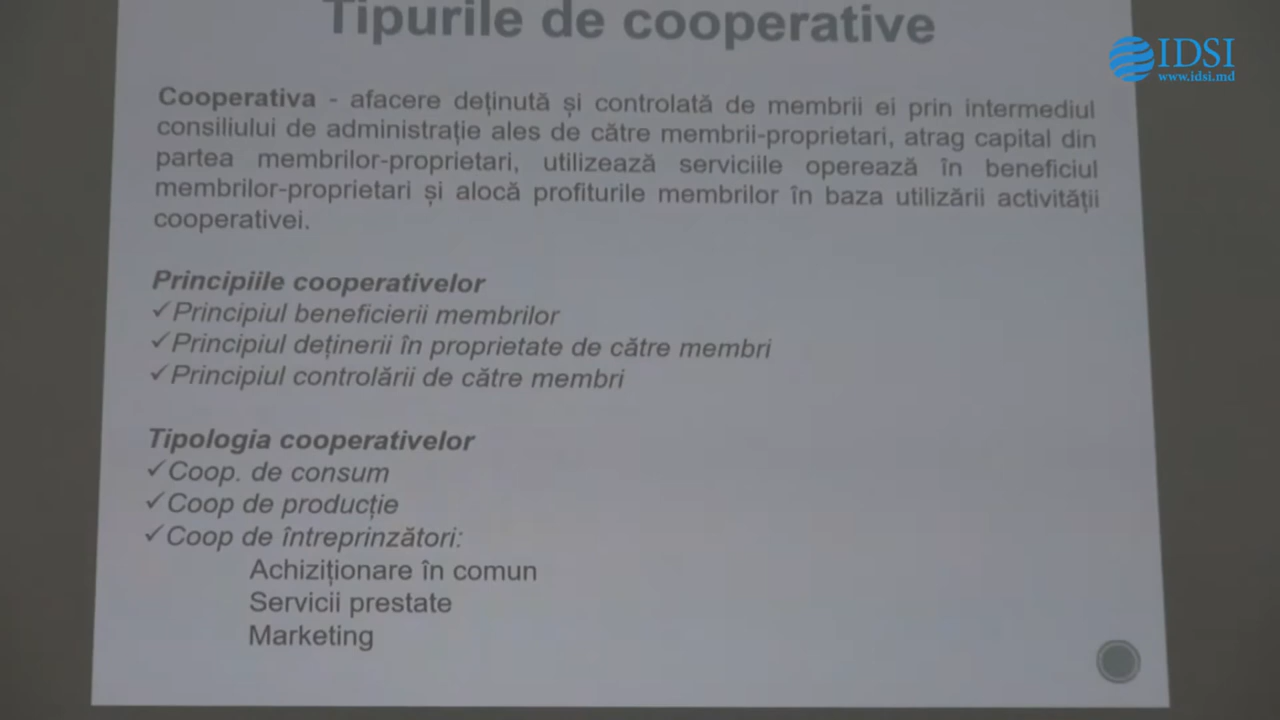 Tipurile de cooperative
IDSI
www.idsi.md
Cooperativa - afacere deținută și controlată de membrii ei prin intermediul
consiliului de administrație ales de către membrii-proprietari, atrag capital din
partea membrilor-proprietari, utilizează serviciile operează în beneficiul
membrilor-proprietari și alocă profiturile membrilor în baza utilizării activității
cooperativei.
Principiile cooperativelor
✓Principiul beneficierii membrilor
✓Principiul deținerii în proprietate de către membri
✓Principiul controlării de către membri
Tipologia cooperativelor
✓Coop. de consum
✓Coop de producție
✓Coop de întreprinzători:
Achiziționare în comun
Servicii prestate
Marketing